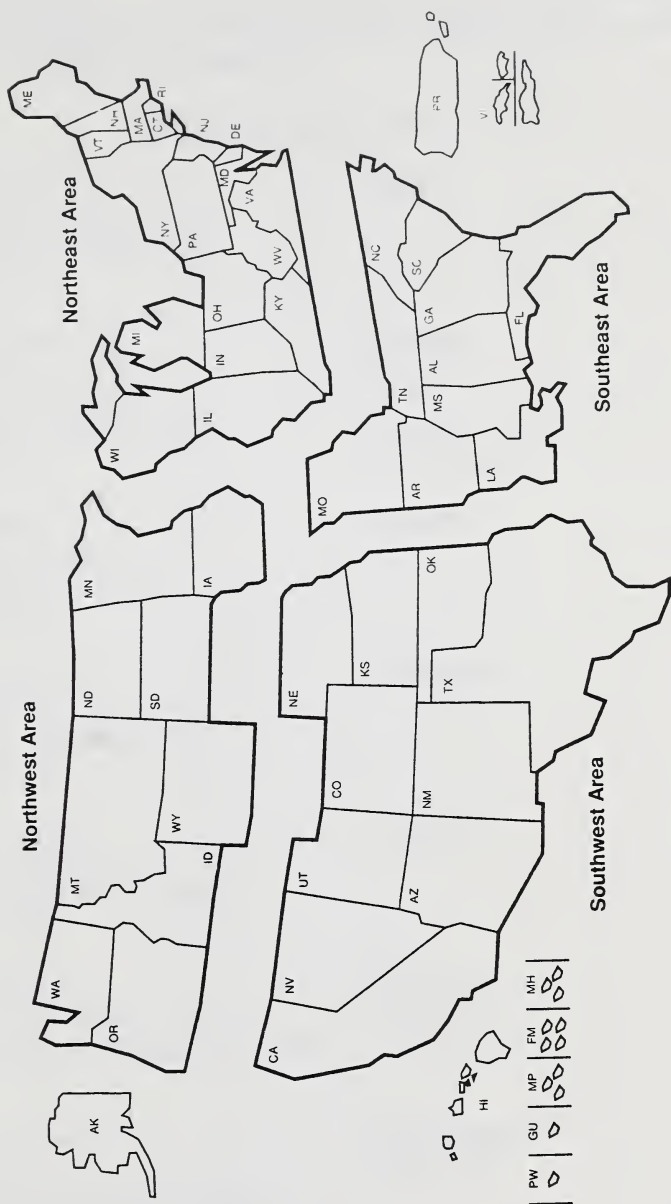 Northwest Area
Northeast Area
Southwest Area
Southeast Area
AK
WA
OR
MT
ID
WY
ND
SD
MN
IA
WI
MI
IL
IN
OH
KY
WV
VA
PA
NY
MD
DE
NJ
VT
NH
MA
CT
RI
ME
CA
NV
UT
AZ
CO
NM
NE
KS
OK
TX
MO
AR
LA
TN
MS
AL
GA
FL
NC
SC
PR
VI
HI
PW
GU
MP
FM
MH